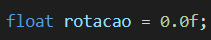 float rotacao = 0.0f;